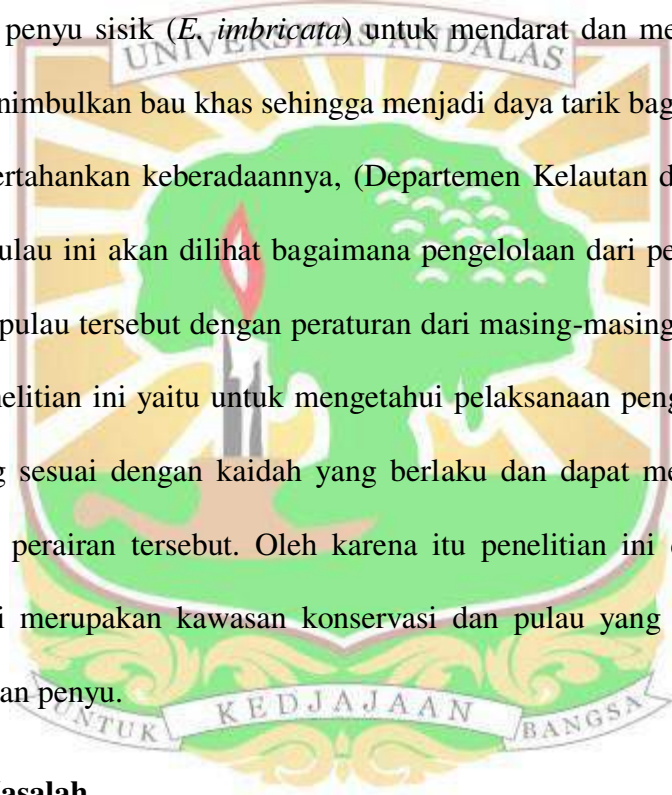 penyu sisik (E. imbricata) untuk mendarat dan me
UNIVERSITAS ANDALAS
nimbulkan bau khas sehingga menjadi daya tarik bag
ertahankan keberadaannya, (Departemen Kelautan d
ulau ini akan dilihat bagaimana pengelolaan dari pe
pulau tersebut dengan peraturan dari masing-masing
elitian ini yaitu untuk mengetahui pelaksanaan peng
g sesuai dengan kaidah yang berlaku dan dapat me
perairan tersebut. Oleh karena itu penelitian ini
i merupakan kawasan konservasi dan pulau yang
an penyu.
UNTUK KEDJAJAAN BANGSA
Masalah